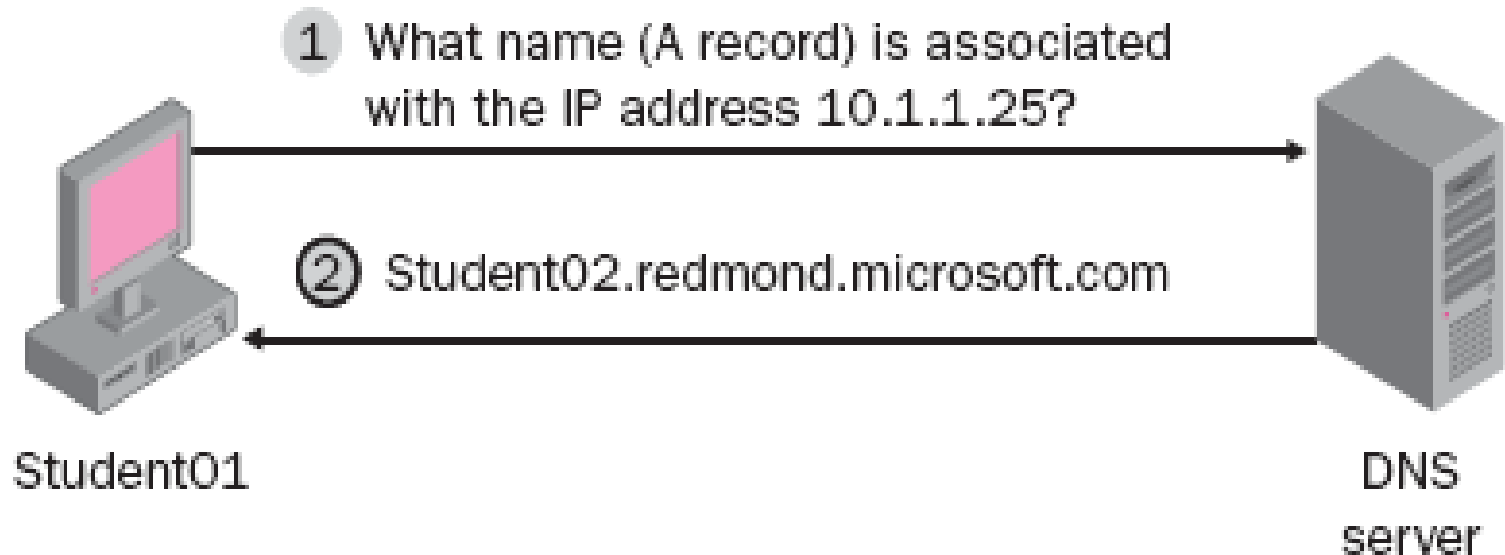 1 What name (A record) is associated
with the IP address 10.1.1.25?
2 Student02.redmond.microsoft.com
Student01
DNS
server